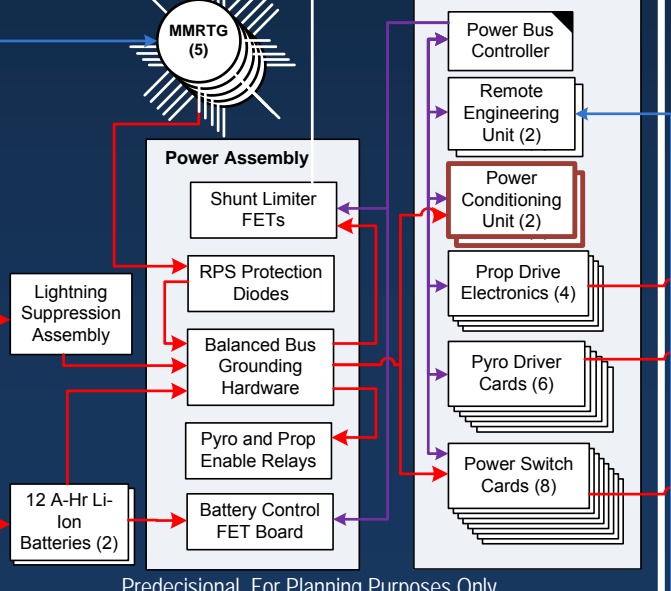 MMRTG
(5)
Power Assembly
Shunt Limiter
FETs
RPS Protection
Diodes
Balanced Bus
Grounding
Hardware
Pyro and Prop
Enable Relays
Battery Control
FET Board
Lightning
Suppression
Assembly
12 A-Hr Li-
Ion
Batteries (2)
Power Bus
Controller
Remote
Engineering
Unit (2)
Power
Conditioning
Unit (2)
Prop Drive
Electronics (4)
Pyro Driver
Cards (6)
Power Switch
Cards (8)
Predecisional. For Planning Purposes Only